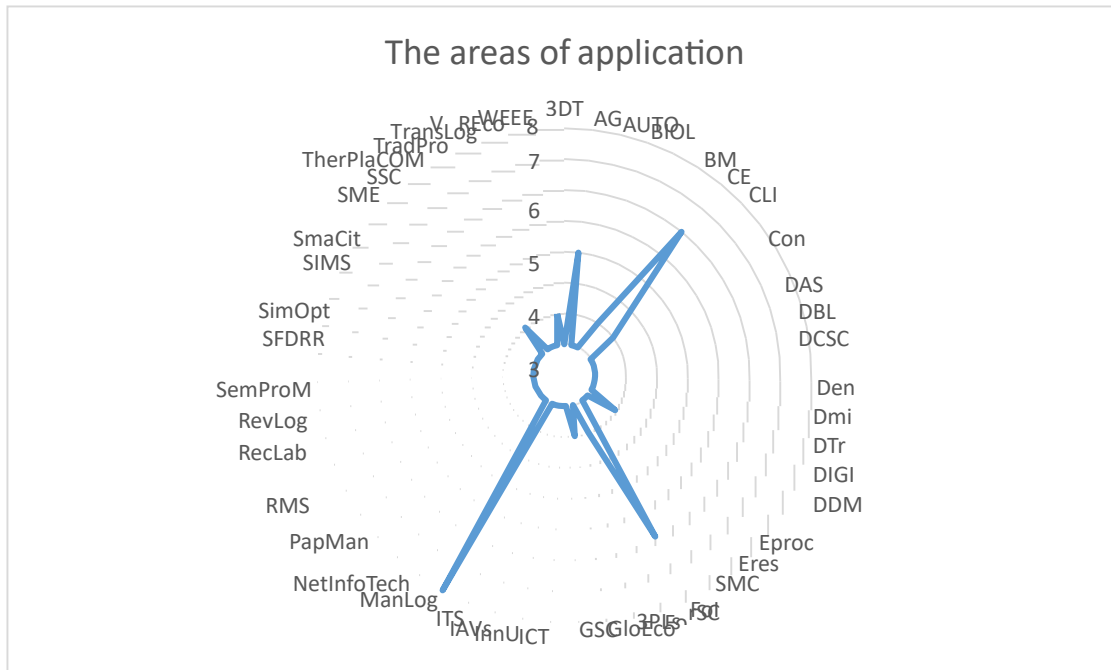 The areas of application
3DT
AG
AUTO
BIOL
BM
CE
CLI
Con
DAS
DBL
DCSC
Den
Dmi
DTr
DIGI
DDM
Eproc
Eres
SMC
GloEco
GSC
ICT
InnU
IAVs
ITS
ManLog
NetInfoTech
PapMan
RMS
RecLab
RevLog
SemProM
SFDRR
SimOpt
SIMS
SmaCit
SME
SSC
TherPlaCOM
TradPro
TransLog
V
REco
WEEE
8
7
6
5
4
3